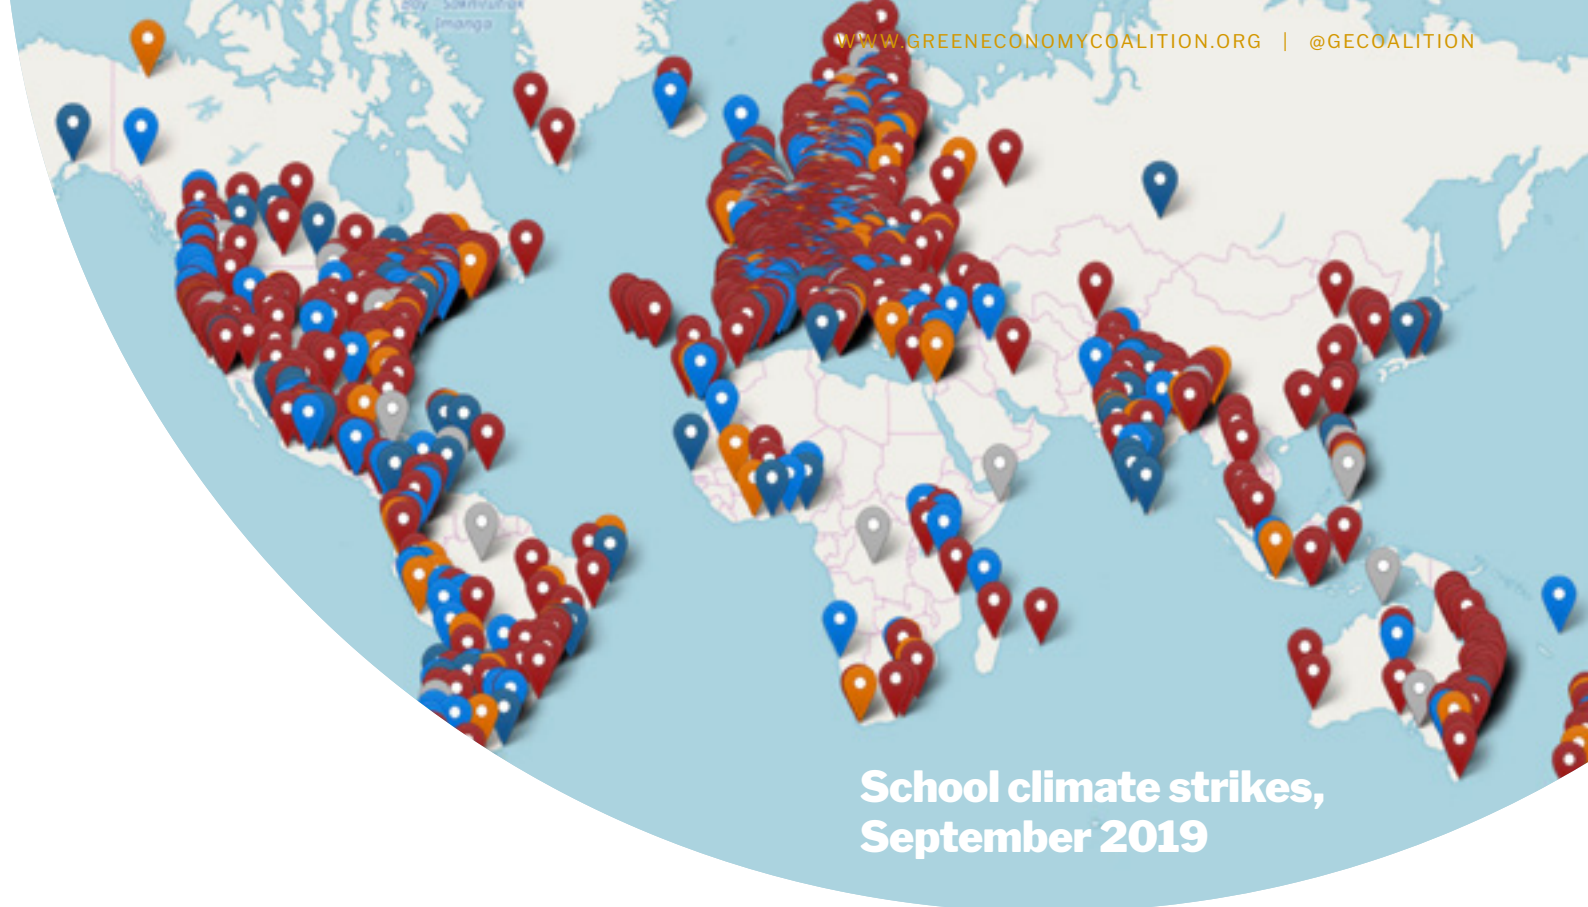 WWW.GREENECONOMYCOALITION.ORG | @GECOALITION
School climate strikes,
September 2019